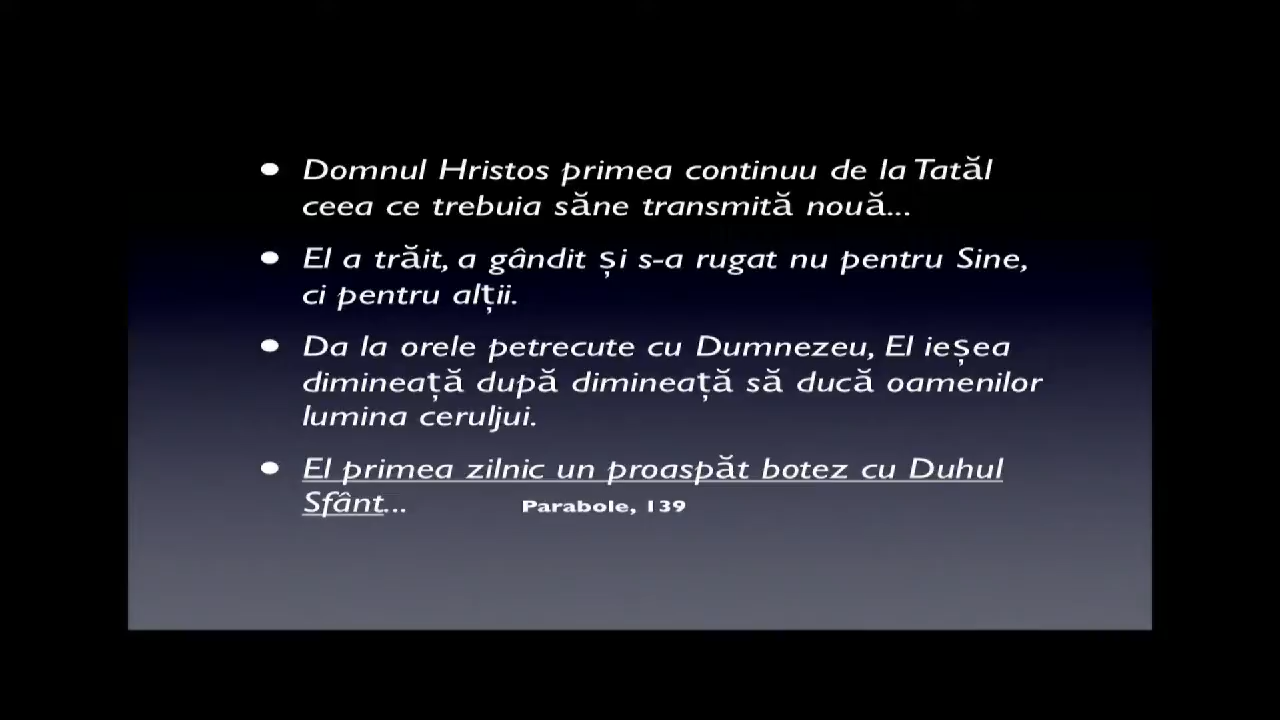 • Domnul Hristos primea continuu de la Tatăl
ceea ce trebuia săne transmită nouă...
• El a trăit, a gândit și s-a rugat nu pentru Sine,
ci pentru alții.
• Da la orele petrecute cu Dumnezeu, El ieșea
dimineață după dimineață să ducă oamenilor
lumina ceruljui.
• El primea zilnic un proaspăt botez cu Duhul
Sfânt... Parabole, 139